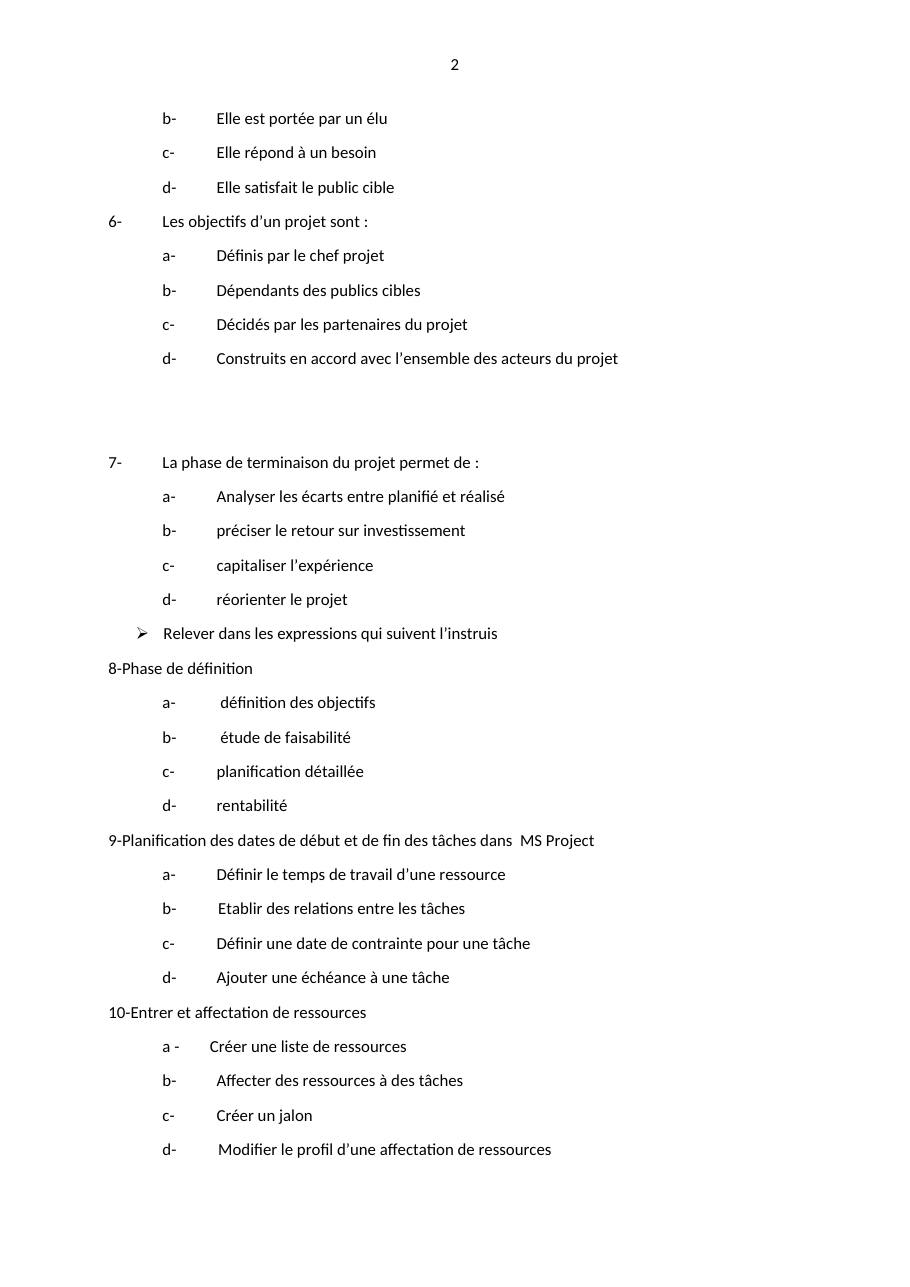 2
b- Elle est portée par un élu
c- Elle répond à un besoin
d- Elle satisfait le public cible
6- Les objectifs d’un projet sont :
a- Définis par le chef projet
b- Dépendants des publics cibles
c- Décidés par les partenaires du projet
d- Construits en accord avec l’ensemble des acteurs du projet
7- La phase de terminaison du projet permet de :
a- Analyser les écarts entre planifié et réalisé
b- préciser le retour sur investissement
c- capitaliser l’expérience
d- réorienter le projet
➢ Relever dans les expressions qui suivent l’instruis
8-Phase de définition
a- définition des objectifs
b- étude de faisabilité
c- planification détaillée
d- rentabilité
9-Planification des dates de début et de fin des tâches dans MS Project
a- Définir le temps de travail d’une ressource
b- Etablir des relations entre les tâches
c- Définir une date de contrainte pour une tâche
d- Ajouter une échéance à une tâche
10-Entrer et affectation de ressources
a - Créer une liste de ressources
b- Affecter des ressources à des tâches
c- Créer un jalon
d- Modifier le profil d’une affectation de ressources